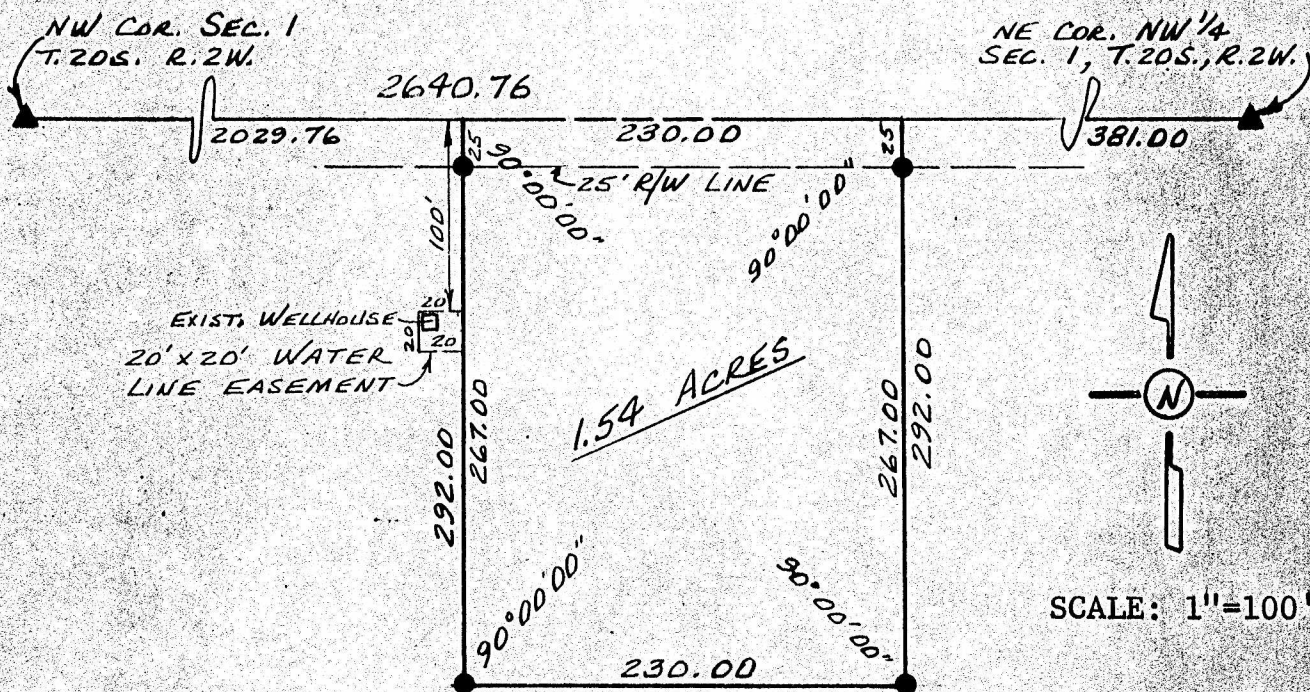 NW COR. SEC. 1
T. 20S. R. 2W.
NE COR. NW 1/4
SEC. 1, T. 20S., R. 2W.
2640.76
2029.76
230.00
381.00
25
25
90°00'00"
25' R/W LINE
90°00'00"
100'
EXIST. WELLHOUSE
20
20
20
20' x 20' WATER
LINE EASEMENT
1.54 ACRES
292.00
267.00
267.00
292.00
N
90°00'00"
90°00'00"
SCALE: 1"=100'
230.00